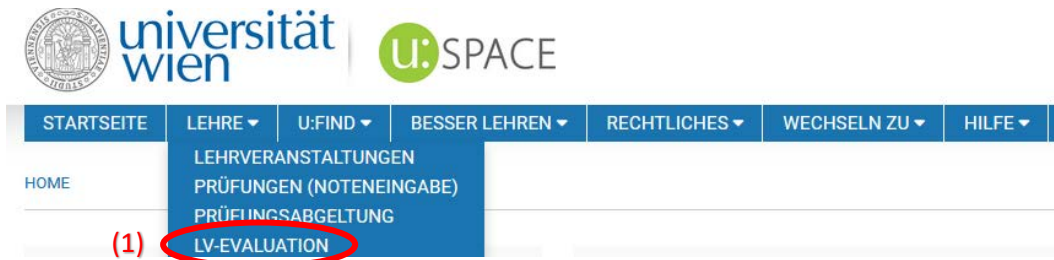 universität
wien
u:SPACE
STARTSEITE LEHRE U:FIND BESSER LEHREN RECHTLICHES WECHSELN ZU HILFE
LEHRVERANSTALTUNGEN
HOME
PRÜFUNGEN (NOTENEINGABE)
PRÜFUNGSABGELTUNG
(1) LV-EVALUATION